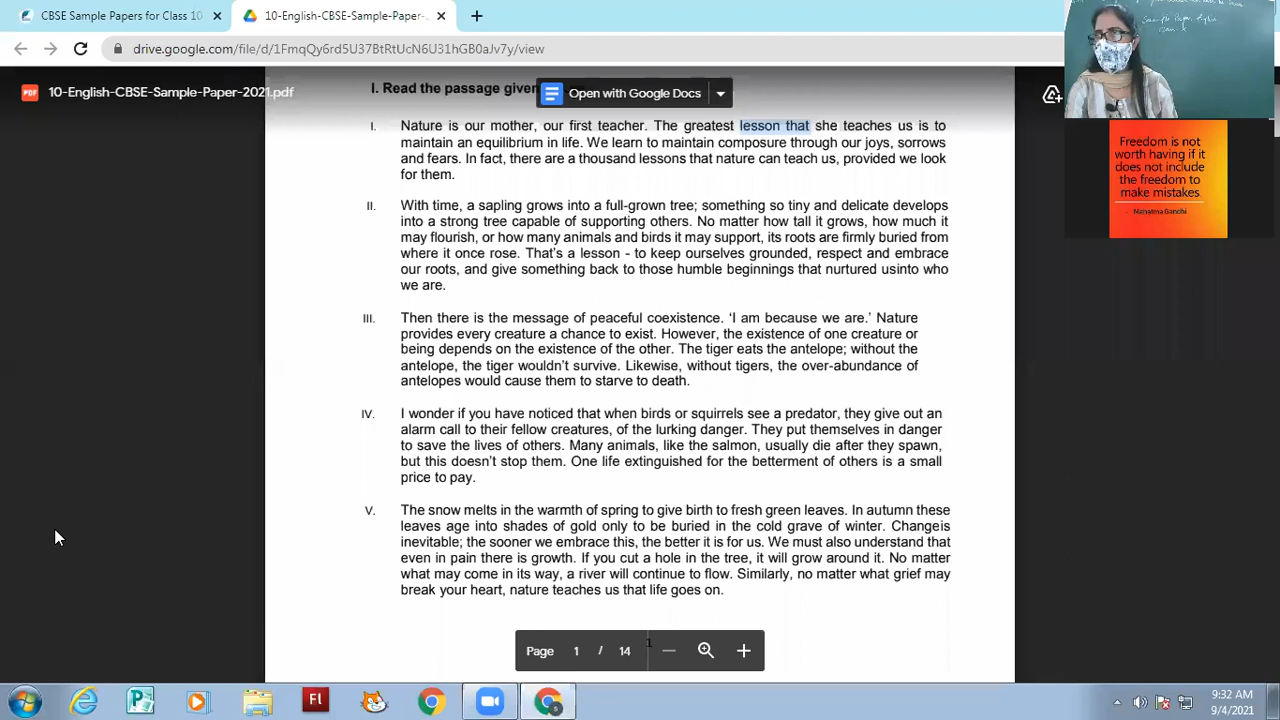 CBSE Sample Papers for Class 10
10-English-CBSE-Sample-Paper-
drive.google.com/file/d/1FmqQy6rd5U37BtRtUcN6U31hGB0aJv7y/view
PDF 10-English-CBSE-Sample-Paper-2021.pdf
Open with Google Docs
I. Read the passage given
I. Nature is our mother, our first teacher. The greatest lesson that she teaches us is to
maintain an equilibrium in life. We learn to maintain composure through our joys, sorrows
and fears. In fact, there are a thousand lessons that nature can teach us, provided we look
for them.
II. With time, a sapling grows into a full-grown tree; something so tiny and delicate develops
into a strong tree capable of supporting others. No matter how tall it grows, how much it
may flourish, or how many animals and birds it may support, its roots are firmly buried from
where it once rose. That's a lesson - to keep ourselves grounded, respect and embrace
our roots, and give something back to those humble beginnings that nurtured usinto who
we are.
III. Then there is the message of peaceful coexistence. ‘I am because we are.’ Nature
provides every creature a chance to exist. However, the existence of one creature or
being depends on the existence of the other. The tiger eats the antelope; without the
antelope, the tiger wouldn't survive. Likewise, without tigers, the over-abundance of
antelopes would cause them to starve to death.
IV. I wonder if you have noticed that when birds or squirrels see a predator, they give out an
alarm call to their fellow creatures, of the lurking danger. They put themselves in danger
to save the lives of others. Many animals, like the salmon, usually die after they spawn,
but this doesn't stop them. One life extinguished for the betterment of others is a small
price to pay.
V. The snow melts in the warmth of spring to give birth to fresh green leaves. In autumn these
leaves age into shades of gold only to be buried in the cold grave of winter. Changeis
inevitable; the sooner we embrace this, the better it is for us. We must also understand that
even in pain there is growth. If you cut a hole in the tree, it will grow around it. No matter
what may come in its way, a river will continue to flow. Similarly, no matter what grief may
break your heart, nature teaches us that life goes on.
1
Page 1 / 14
Freedom is not
worth having if it
does not include
the freedom to
make mistakes
- Mahatma Gandhi
Fl
9:32 AM
9/4/2021